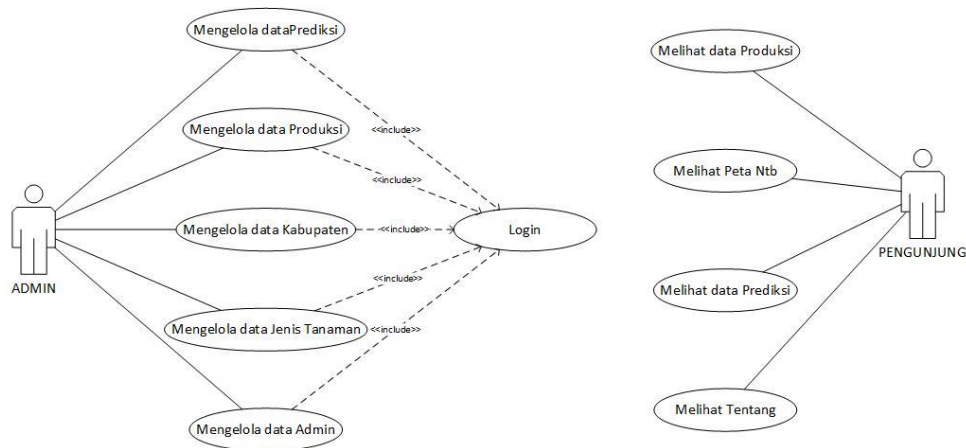 Mengelola dataPrediksi
Mengelola data Produksi
Mengelola data Kabupaten
Mengelola data Jenis Tanaman
Mengelola data Admin
ADMIN
<<include>>
<<include>>
<<include>>
<<include>>
<<include>>
Login
Melihat data Produksi
Melihat Peta Ntb
Melihat data Prediksi
Melihat Tentang
PENGUNJUNG